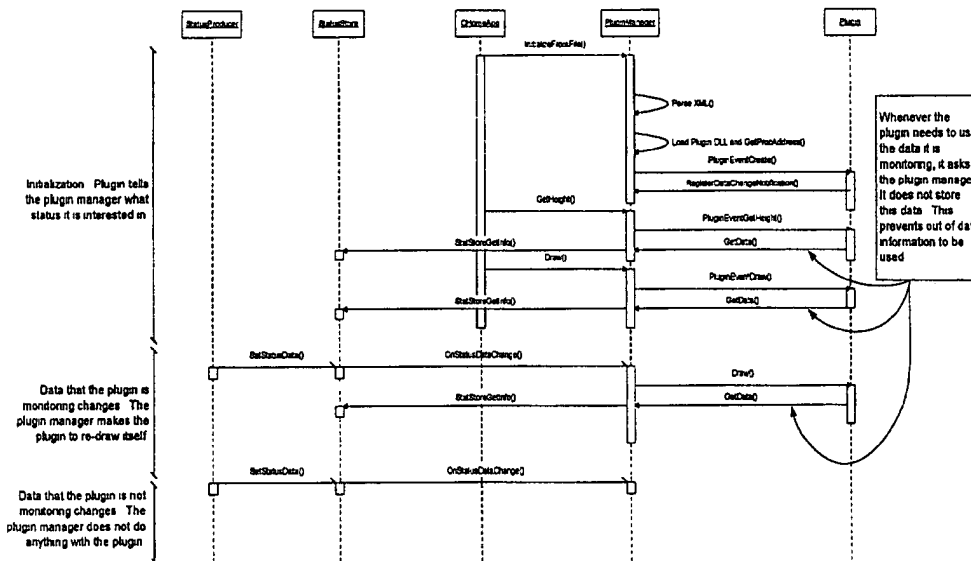 StatusProducer
StatusStore
CHomeApp
PluginManager
Plugin
InitializeFromFile()
Parse XML()
Load Plugin DLL and GetProcAddress()
PluginEventCreate()
RegisterDataChangeNotification()
GetHeight()
PluginEventGetHeight()
StatStoreGetInfo()
GetData()
Draw()
PluginEventDraw()
StatStoreGetInfo()
GetData()
SetStatusData()
OnStatusDataChange()
Draw()
StatStoreGetInfo()
GetData()
SetStatusData()
OnStatusDataChange()
Initialization Plugin tells
the plugin manager what
status it is interested in
Data that the plugin is
monitoring changes The
plugin manager makes the
plugin to re-draw itself
Data that the plugin is not
monitoring changes The
plugin manager does not do
anything with the plugin
Whenever the
plugin needs to us
the data it is
monitoring, it asks
the plugin manage
It does not store
this data This
prevents out of da
information to be
used